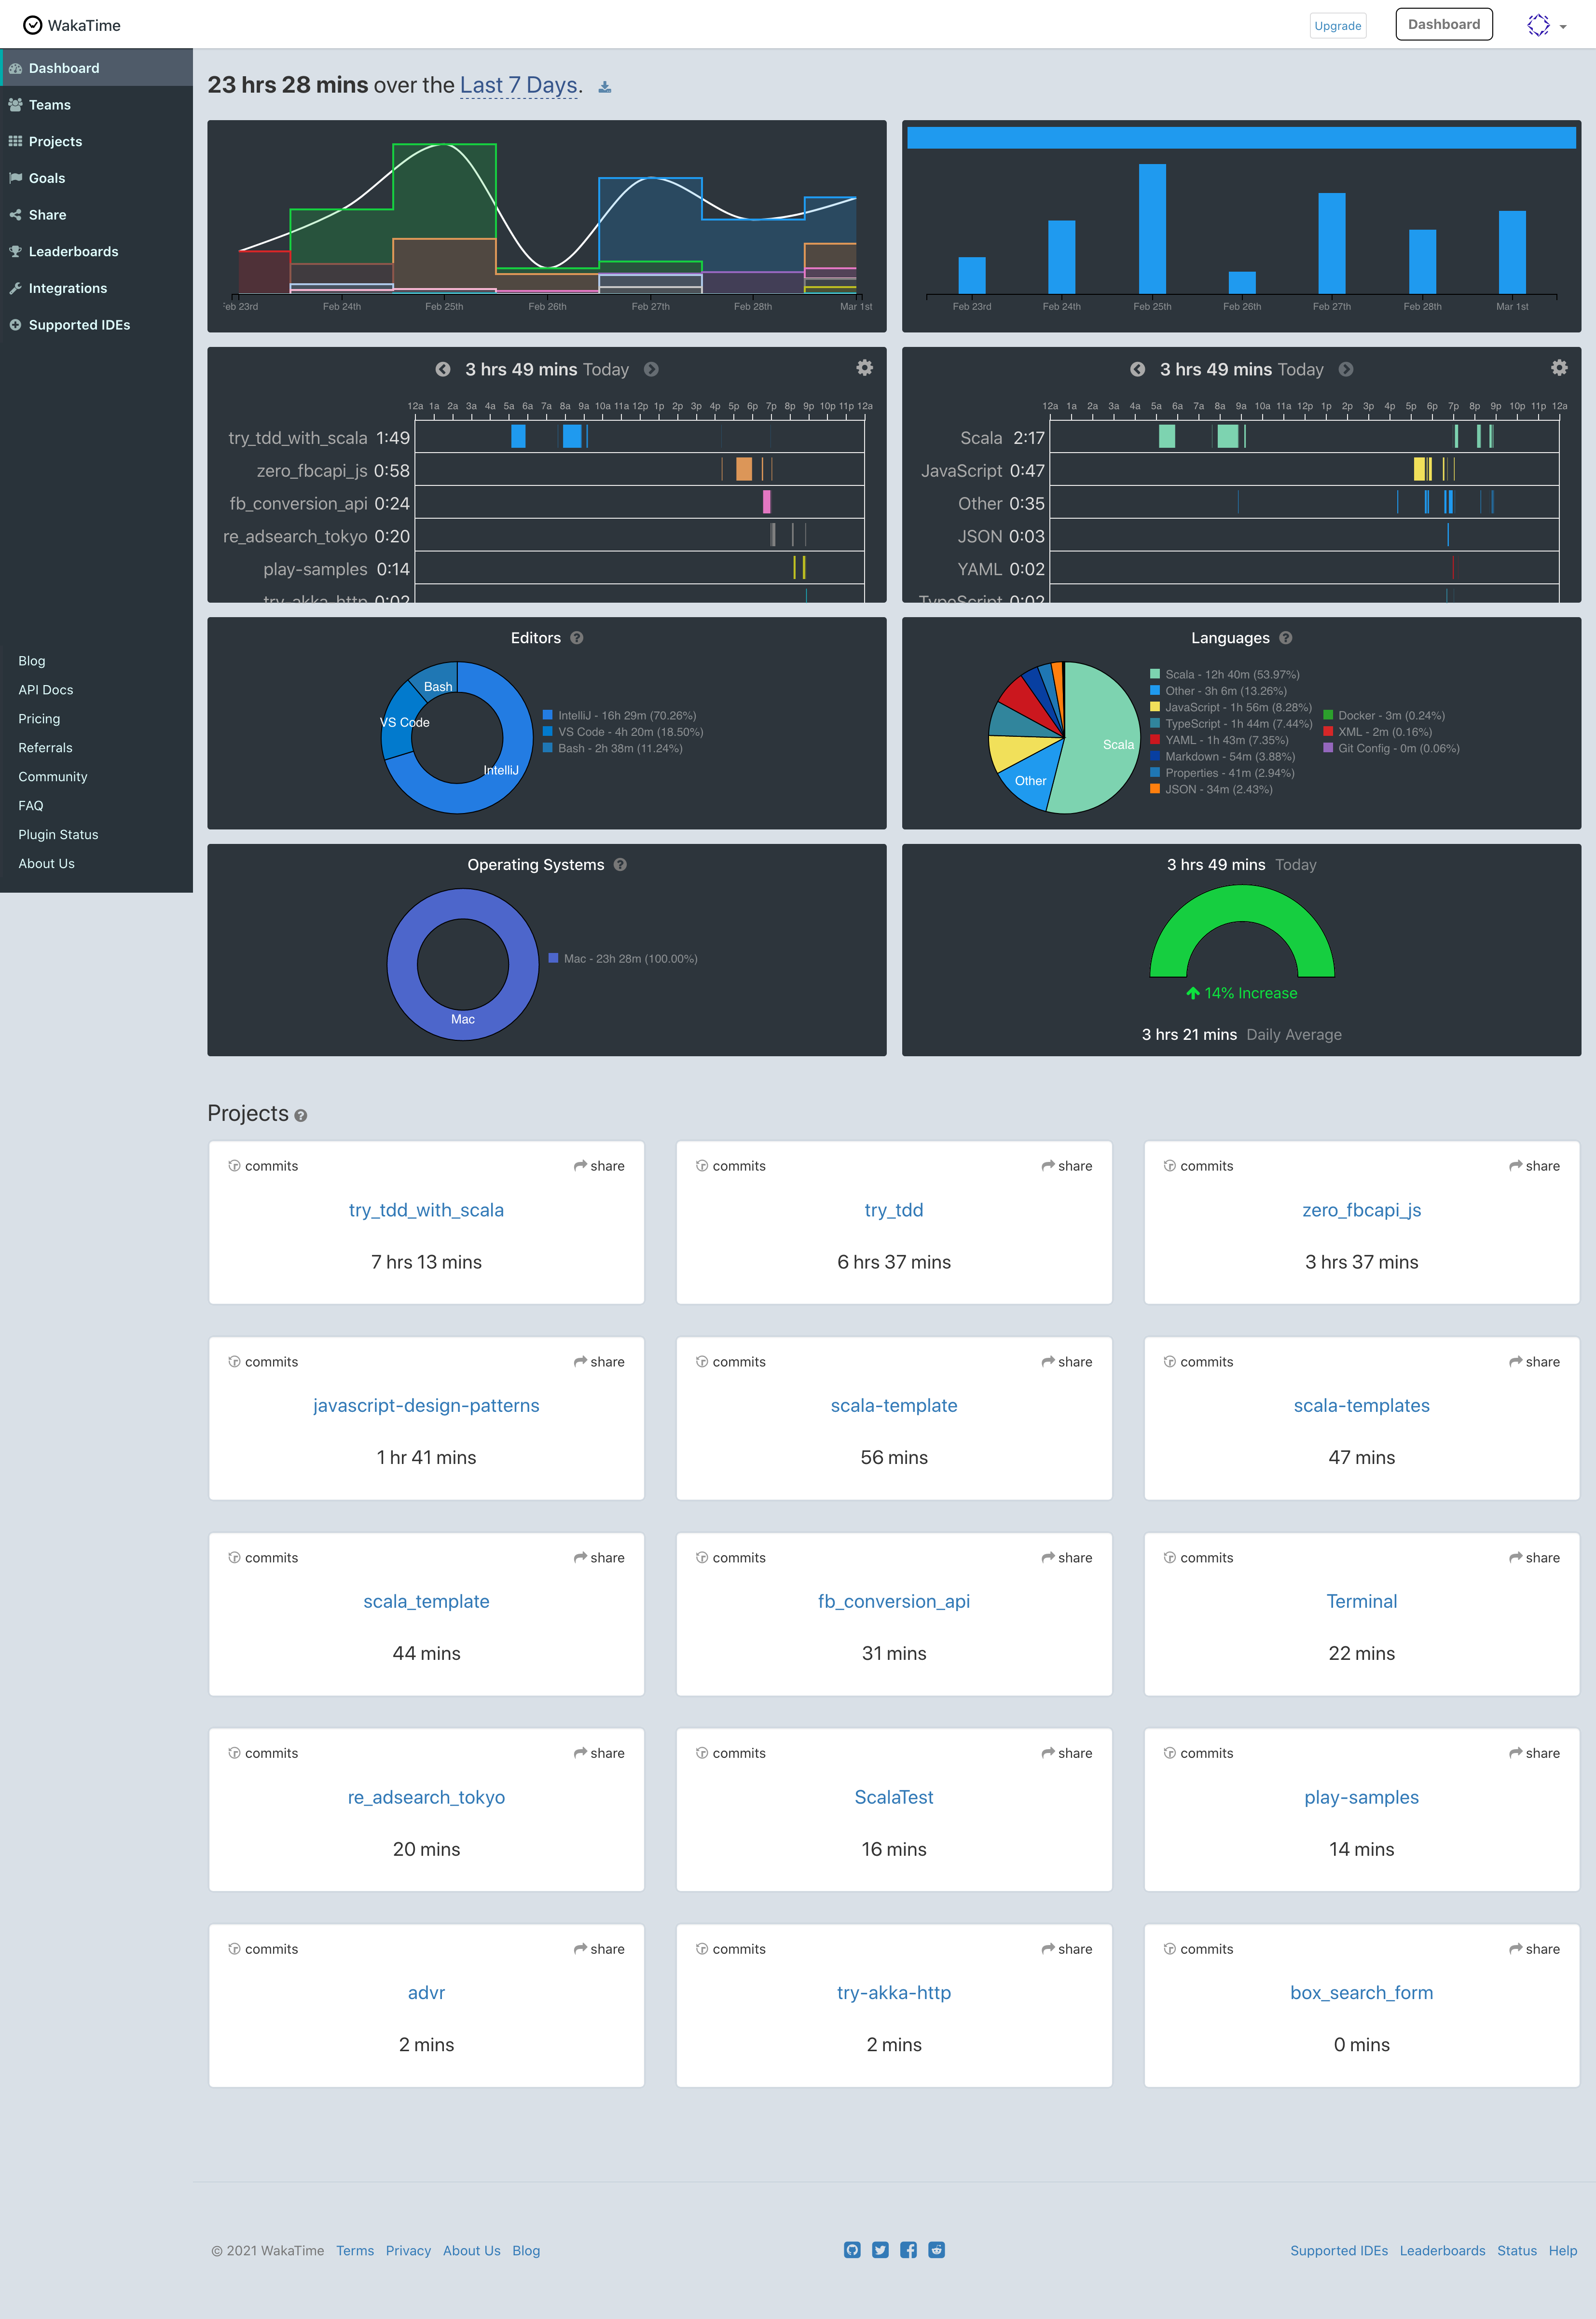 WakaTime
Upgrade
Dashboard
Dashboard
Teams
Projects
Goals
Share
Leaderboards
Integrations
Supported IDEs
Blog
API Docs
Pricing
Referrals
Community
FAQ
Plugin Status
About Us
23 hrs 28 mins over the Last 7 Days.
eb 23rd Feb 24th Feb 25th Feb 26th Feb 27th Feb 28th Mar 1st
Feb 23rd Feb 24th Feb 25th Feb 26th Feb 27th Feb 28th Mar 1st
3 hrs 49 mins Today
12a 1a 2a 3a 4a 5a 6a 7a 8a 9a 10a 11a 12p 1p 2p 3p 4p 5p 6p 7p 8p 9p 10p 11p 12a
try_tdd_with_scala 1:49
zero_fbcapi_js 0:58
fb_conversion_api 0:24
re_adsearch_tokyo 0:20
play-samples 0:14
try_akka_http 0:02
3 hrs 49 mins Today
12a 1a 2a 3a 4a 5a 6a 7a 8a 9a 10a 11a 12p 1p 2p 3p 4p 5p 6p 7p 8p 9p 10p 11p 12a
Scala 2:17
JavaScript 0:47
Other 0:35
JSON 0:03
YAML 0:02
TypeScript 0:02
Editors
Bash
VS Code
IntelliJ
IntelliJ - 16h 29m (70.26%)
VS Code - 4h 20m (18.50%)
Bash - 2h 38m (11.24%)
Languages
Scala
Other
Scala - 12h 40m (53.97%)
Other - 3h 6m (13.26%)
JavaScript - 1h 56m (8.28%)
TypeScript - 1h 44m (7.44%)
YAML - 1h 43m (7.35%)
Markdown - 54m (3.88%)
Properties - 41m (2.94%)
JSON - 34m (2.43%)
Docker - 3m (0.24%)
XML - 2m (0.16%)
Git Config - 0m (0.06%)
Operating Systems
Mac
Mac - 23h 28m (100.00%)
3 hrs 49 mins Today
14% Increase
3 hrs 21 mins Daily Average
Projects
commits share
try_tdd_with_scala
7 hrs 13 mins
commits share
try_tdd
6 hrs 37 mins
commits share
zero_fbcapi_js
3 hrs 37 mins
commits share
javascript-design-patterns
1 hr 41 mins
commits share
scala-template
56 mins
commits share
scala-templates
47 mins
commits share
scala_template
44 mins
commits share
fb_conversion_api
31 mins
commits share
Terminal
22 mins
commits share
re_adsearch_tokyo
20 mins
commits share
ScalaTest
16 mins
commits share
play-samples
14 mins
commits share
advr
2 mins
commits share
try-akka-http
2 mins
commits share
box_search_form
0 mins
© 2021 WakaTime Terms Privacy About Us Blog
Supported IDEs Leaderboards Status Help